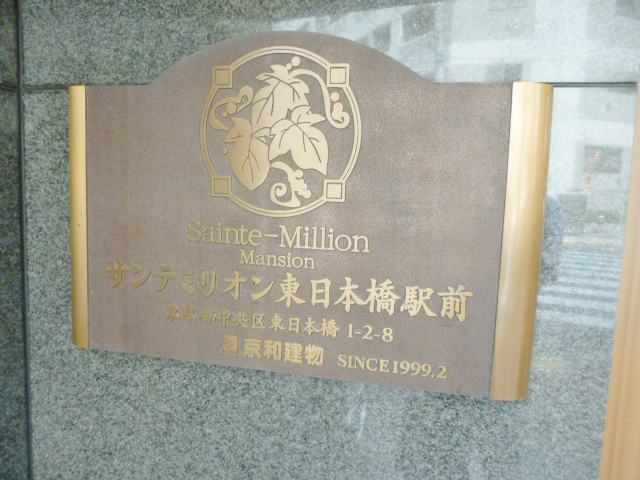 Sainte-Million
Mansion
サンテミリオン東日本橋駅前
東京都中央区東日本橋 1-2-8
京和建物 SINCE1999.2